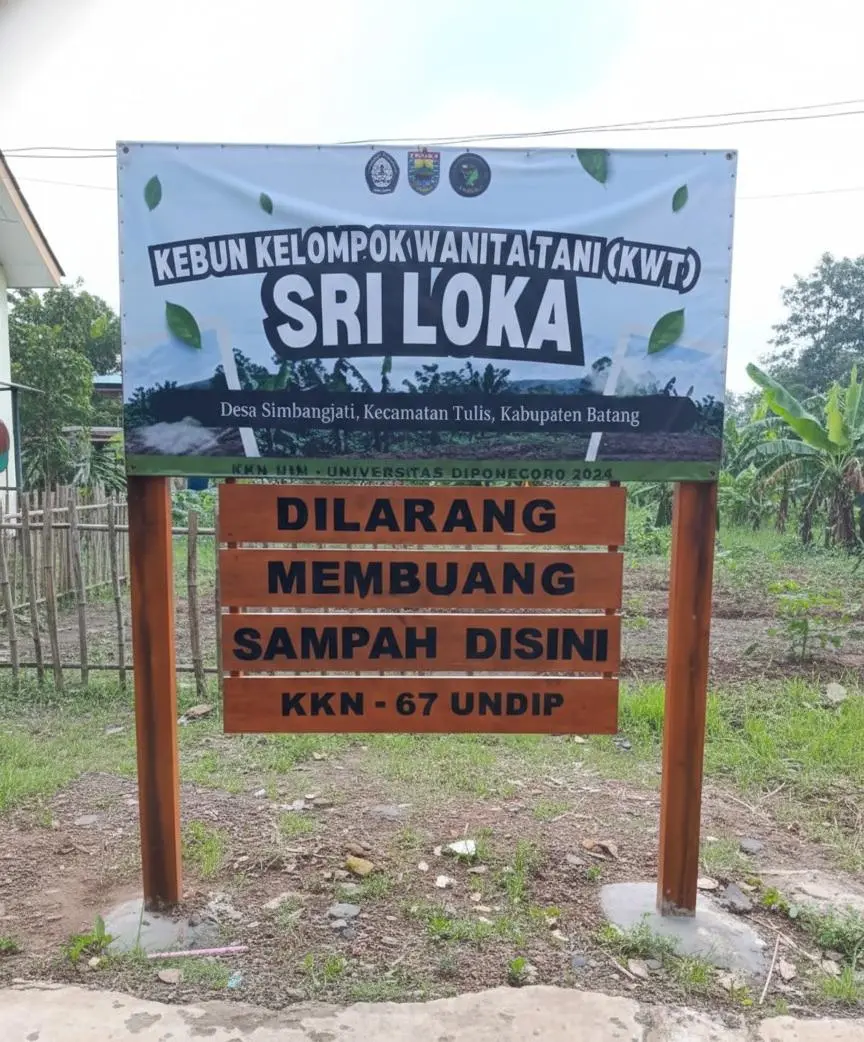 KEBUN KELOMPOK WANITA TANI (KWT)
SRI LOKA
Desa Simbangjati, Kecamatan Tulis, Kabupaten Batang
KKN UIN - UNIVERSITAS DIPONEGORO 2024
DILARANG
MEMBUANG
SAMPAH DISINI
KKN - 67 UNDIP